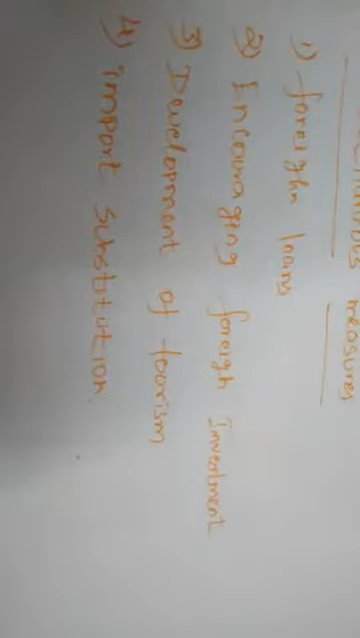 measures
1) foreighn loans
2) Encouraging foreigh Investment
3) Development of tourism
4) import substitution.